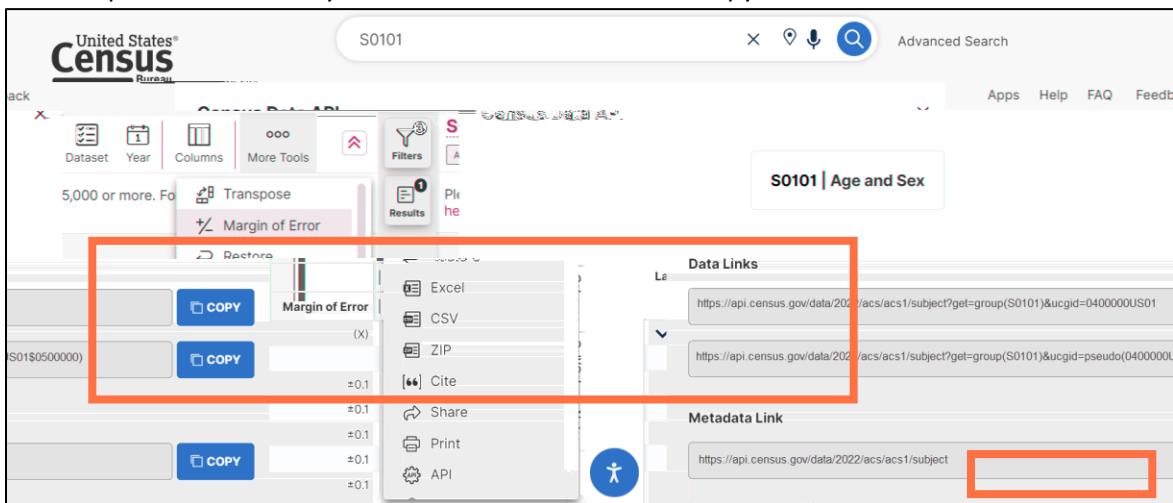 United States®
Census
Bureau
S0101
Advanced Search
ack
Apps Help FAQ Feedb
Census Data API
Dataset Year Columns More Tools
Filters
3
S0101 | Age and Sex
5,000 or more. Fo
Transpose
Results
1
Ple
he
Margin of Error
Restore
Data Links
Excel
COPY
Margin of Error
https://api.census.gov/data/2022/acs/acs1/subject?get=group(S0101)&ucgid=0400000US01
CSV
(X)
ZIP
US01$0500000)
COPY
https://api.census.gov/data/2022/acs/acs1/subject?get=group(S0101)&ucgid=pseudo(0400000U
±0.1
Cite
±0.1
Share
Metadata Link
±0.1
Print
COPY
±0.1
https://api.census.gov/data/2022/acs/acs1/subject
API
±0.1